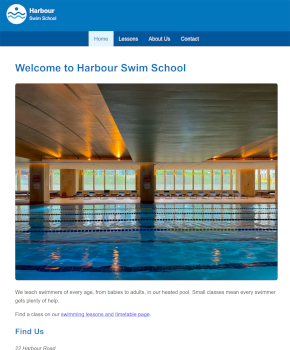 Harbour
Swim School
Home
Lessons
About Us
Contact
Welcome to Harbour Swim School
We teach swimmers of every age, from babies to adults, in our heated pool. Small classes mean every swimmer
gets plenty of help.
Find a class on our swimming lessons and timetable page.
Find Us
22 Harbour Road